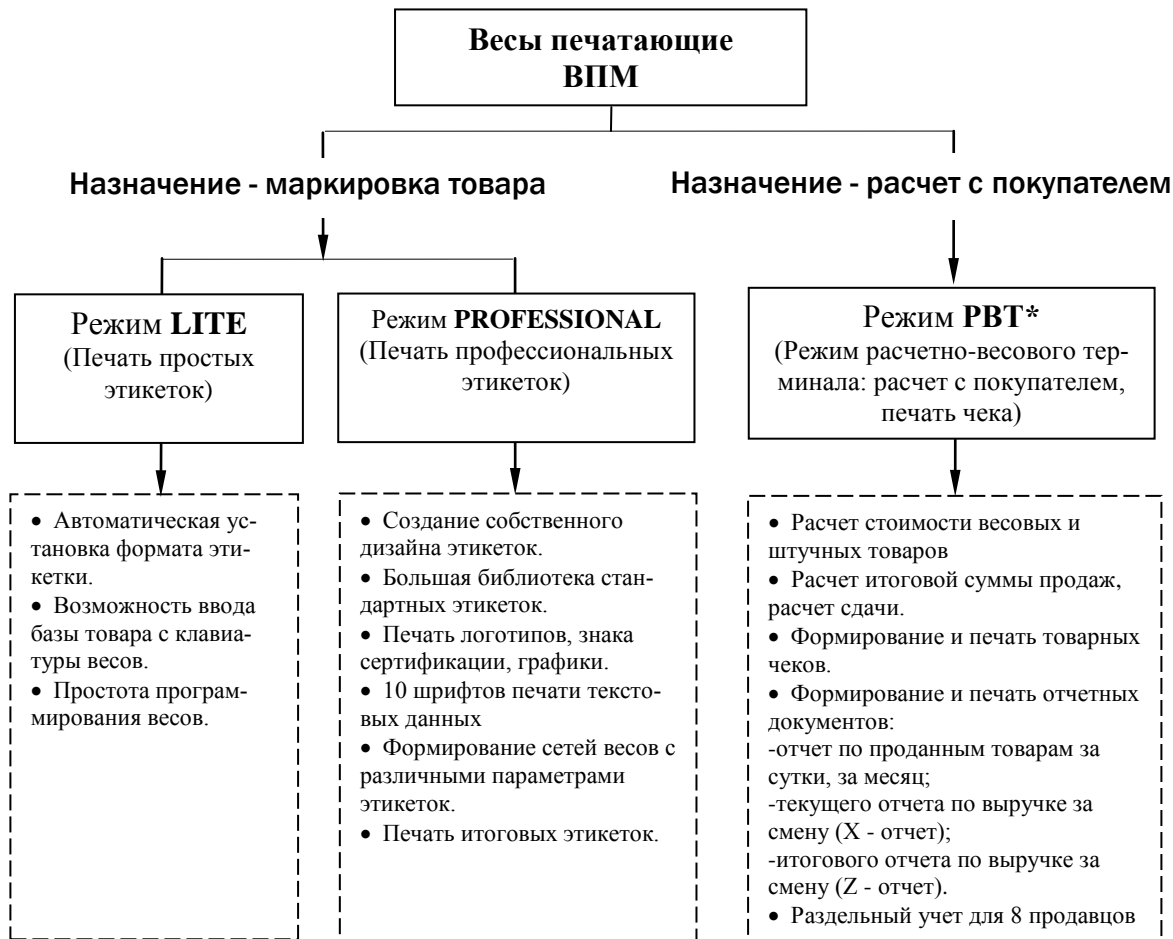 Весы печатающие
ВПМ
Назначение - маркировка товара
Назначение - расчет с покупателем
Режим LITE
(Печать простых
этикеток)
Режим PROFESSIONAL
(Печать профессиональных
этикеток)
Режим РВТ*
(Режим расчетно-весового тер-
минала: расчет с покупателем,
печать чека)
• Автоматическая ус-
тановка формата эти-
кетки.
• Возможность ввода
базы товара с клавиа-
туры весов.
• Простота програм-
мирования весов.
• Создание собственного
дизайна этикеток.
• Большая библиотека стан-
дартных этикеток.
• Печать логотипов, знака
сертификации, графики.
• 10 шрифтов печати тексто-
вых данных
• Формирование сетей весов с
различными параметрами
этикеток.
• Печать итоговых этикеток.
• Расчет стоимости весовых и
штучных товаров
• Расчет итоговой суммы продаж,
расчет сдачи.
• Формирование и печать товарных
чеков.
• Формирование и печать отчетных
документов:
-отчет по проданным товарам за
сутки, за месяц;
-текущего отчета по выручке за
смену (X - отчет);
-итогового отчета по выручке за
смену (Z - отчет).
• Раздельный учет для 8 продавцов